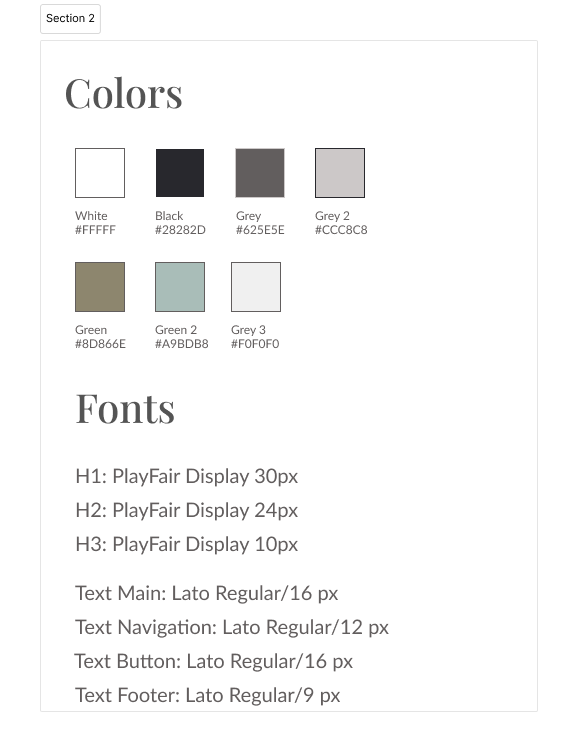 Section 2
Colors
White
#FFFFF
Black
#28282D
Grey
#625E5E
Grey 2
#CCC8C8
Green
#8D866E
Green 2
#A9BDB8
Grey 3
#F0F0F0
Fonts
H1: PlayFair Display 30px
H2: PlayFair Display 24px
H3: PlayFair Display 10px
Text Main: Lato Regular/16 px
Text Navigation: Lato Regular/12 px
Text Button: Lato Regular/16 px
Text Footer: Lato Regular/9 px